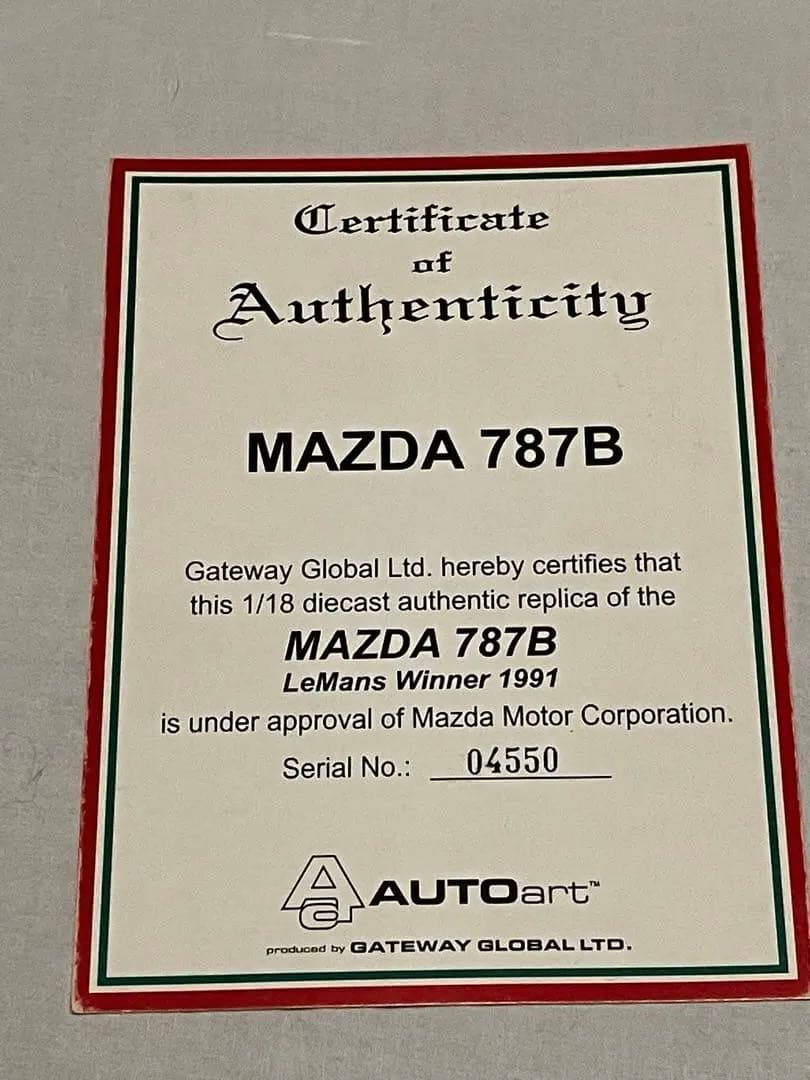 Certificate
of
Authenticity
MAZDA 787B
Gateway Global Ltd. hereby certifies that
this 1/18 diecast authentic replica of the
MAZDA 787B
LeMans Winner 1991
is under approval of Mazda Motor Corporation.
Serial No.: 04550
AUTOart™
produced by GATEWAY GLOBAL LTD.